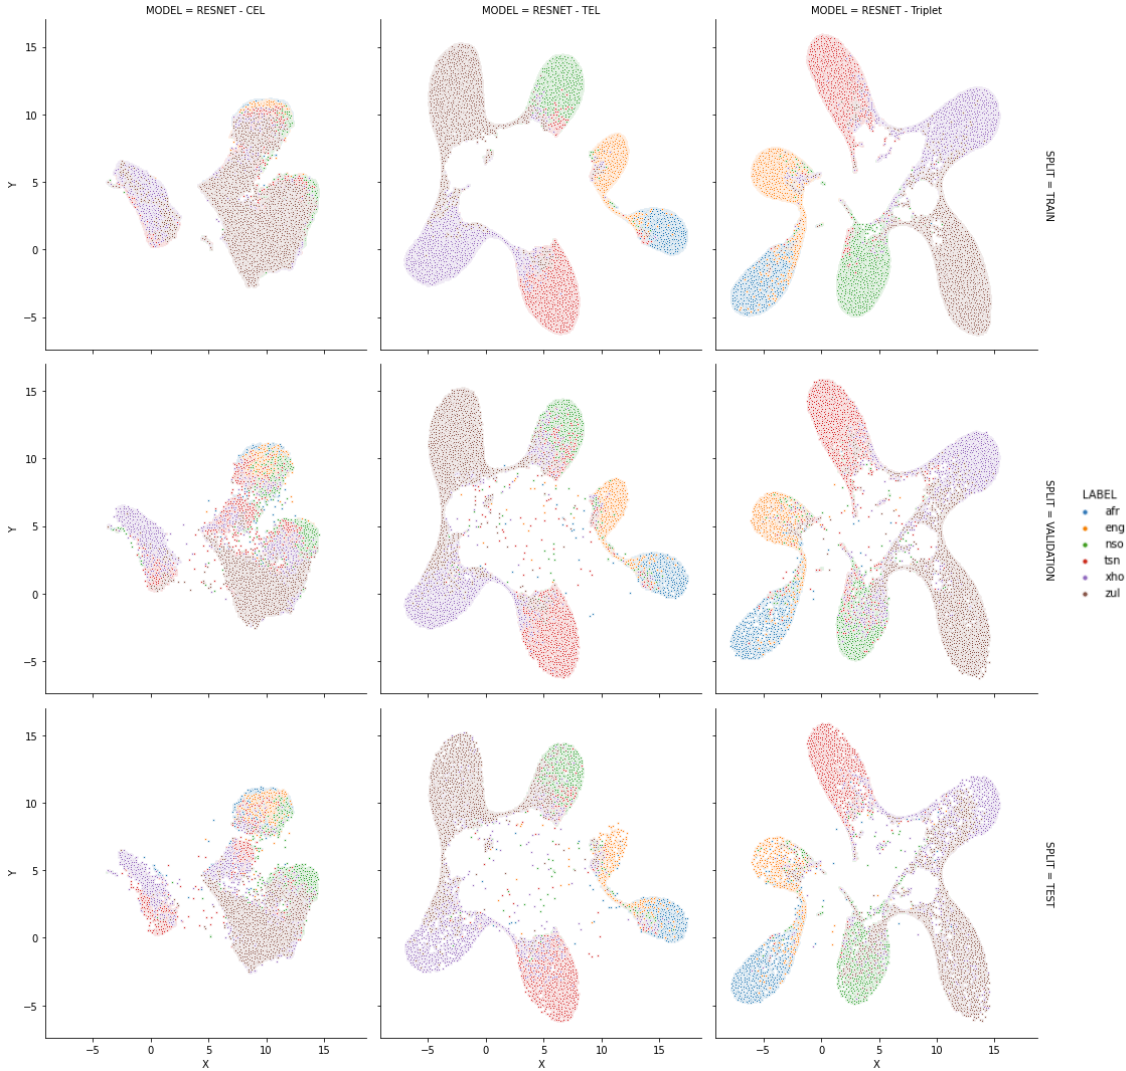 MODEL = RESNET - CEL
MODEL = RESNET - TEL
MODEL = RESNET - Triplet
15
10
5
0
−5
Y
SPLIT = TRAIN
15
10
5
0
−5
Y
SPLIT = VALIDATION
LABEL
afr
eng
nso
tsn
xho
zul
15
10
5
0
−5
Y
SPLIT = TEST
−5 0 5 10 15
X
−5 0 5 10 15
X
−5 0 5 10 15
X